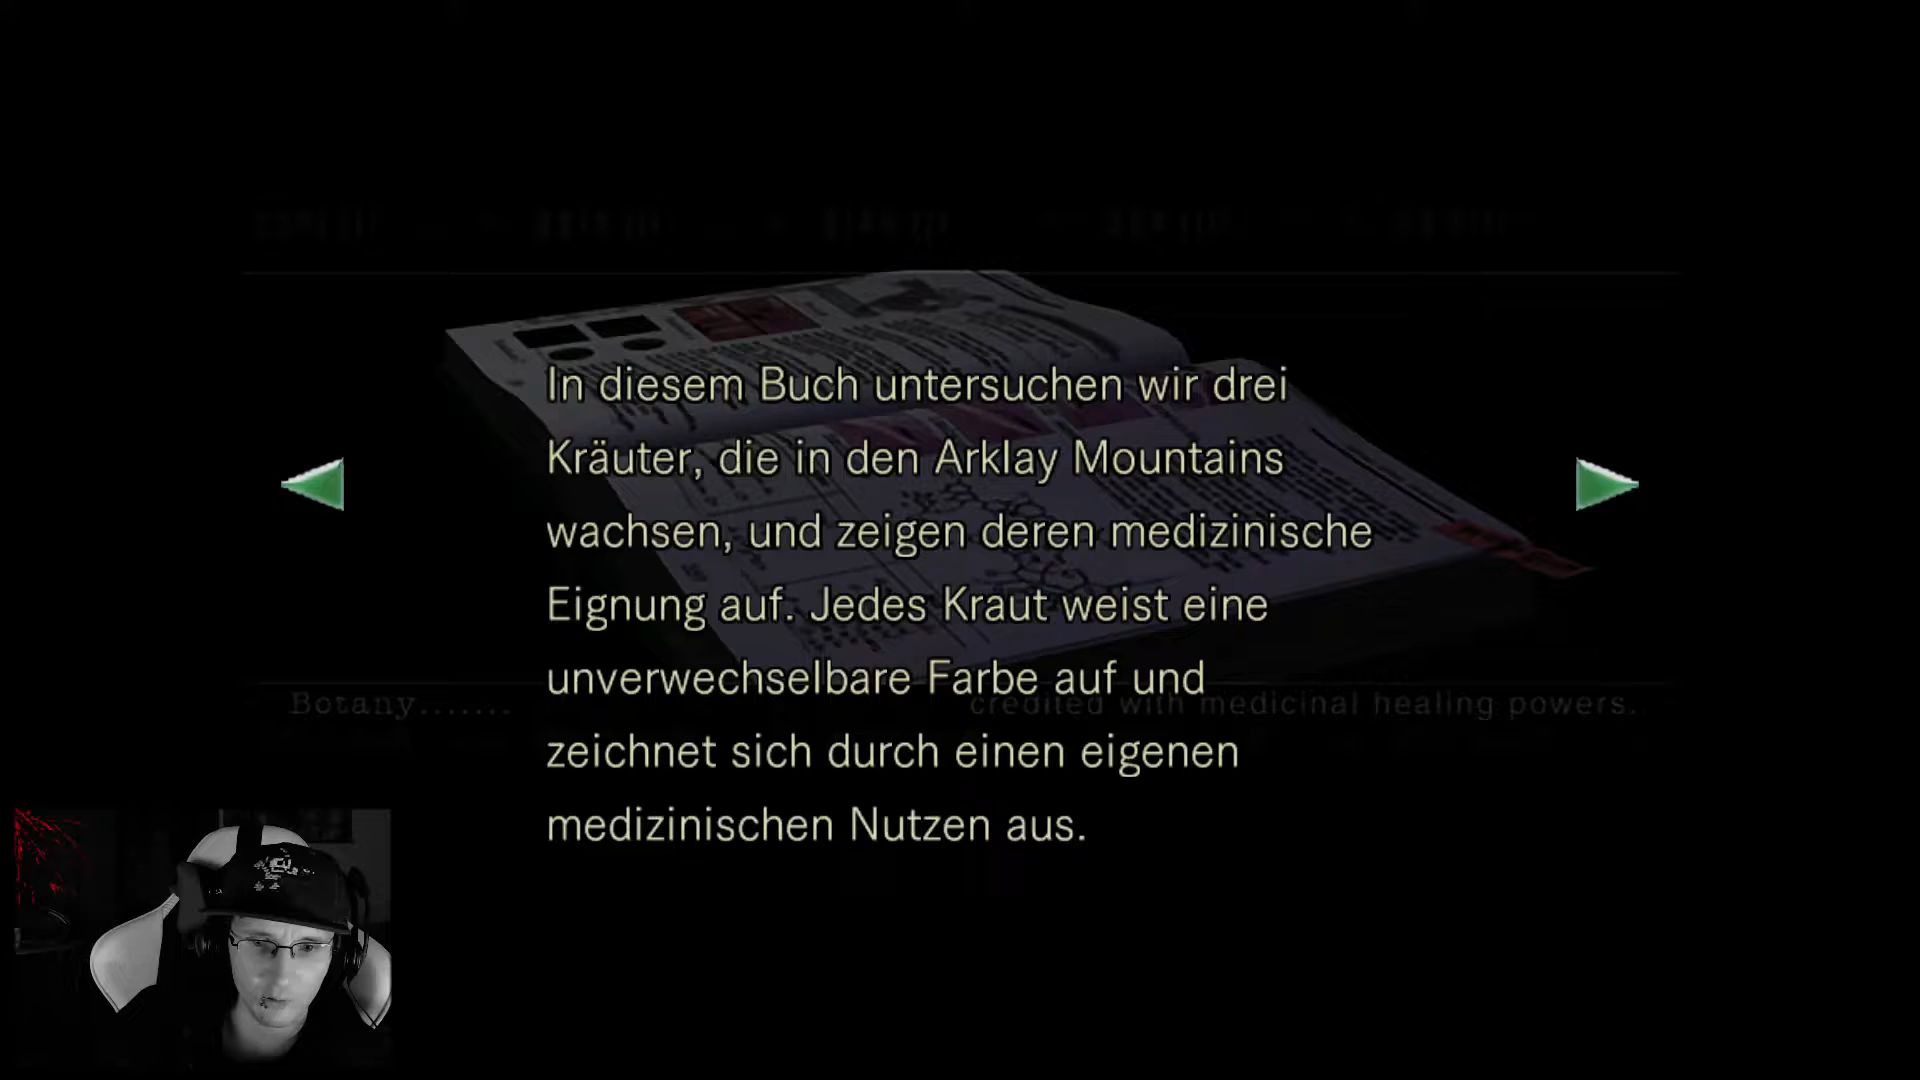 In diesem Buch untersuchen wir drei
Kräuter, die in den Arklay Mountains
wachsen, und zeigen deren medizinische
Eignung auf. Jedes Kraut weist eine
unverwechselbare Farbe auf und
Botany....... credited with medicinal healing powers.
zeichnet sich durch einen eigenen
medizinischen Nutzen aus.